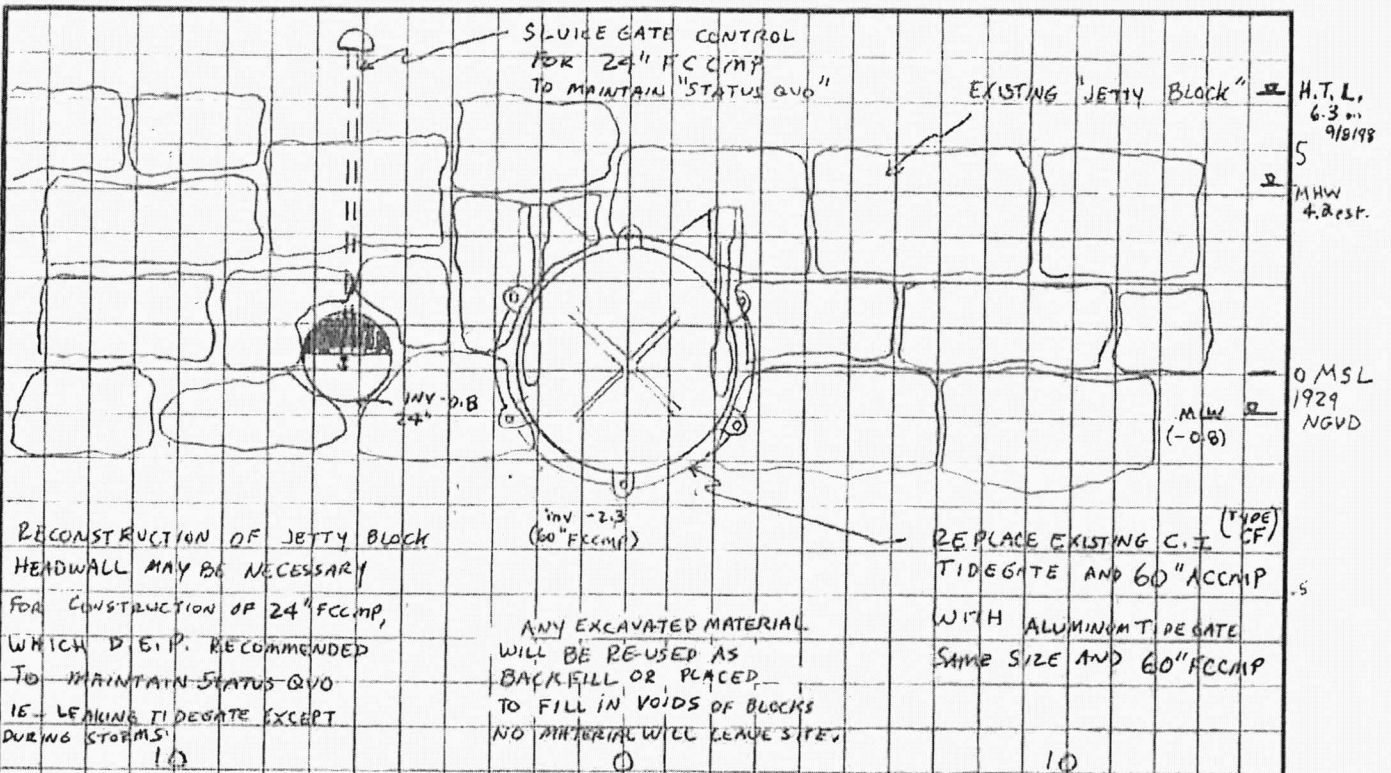 SLUICE GATE CONTROL
FOR 24" FCCMP
TO MAINTAIN "STATUS QUO"
EXISTING "JETTY BLOCK"
H.T.L.
6.3 on
9/8/98
5
MHW
4.2 est.
0 MSL
1929
NGVD
MLW
(-0.8)
INV -0.8
24"
inv -2.3
(60" FCCMP)
RECONSTRUCTION OF JETTY BLOCK
HEADWALL MAY BE NECESSARY
FOR CONSTRUCTION OF 24" FCCMP,
WHICH D.E.P. RECOMMENDED
TO MAINTAIN STATUS QUO
IE - LEAKING TIDEGATE EXCEPT
DURING STORMS
ANY EXCAVATED MATERIAL
WILL BE RE-USED AS
BACKFILL OR PLACED
TO FILL IN VOIDS OF BLOCKS
NO MATERIAL WILL LEAVE SITE.
REPLACE EXISTING C.I (TYPE CF)
TIDEGATE AND 60" ACCMP
WITH ALUMINUM TIDEGATE
SAME SIZE AND 60" FCCMP
.5
10
0
10